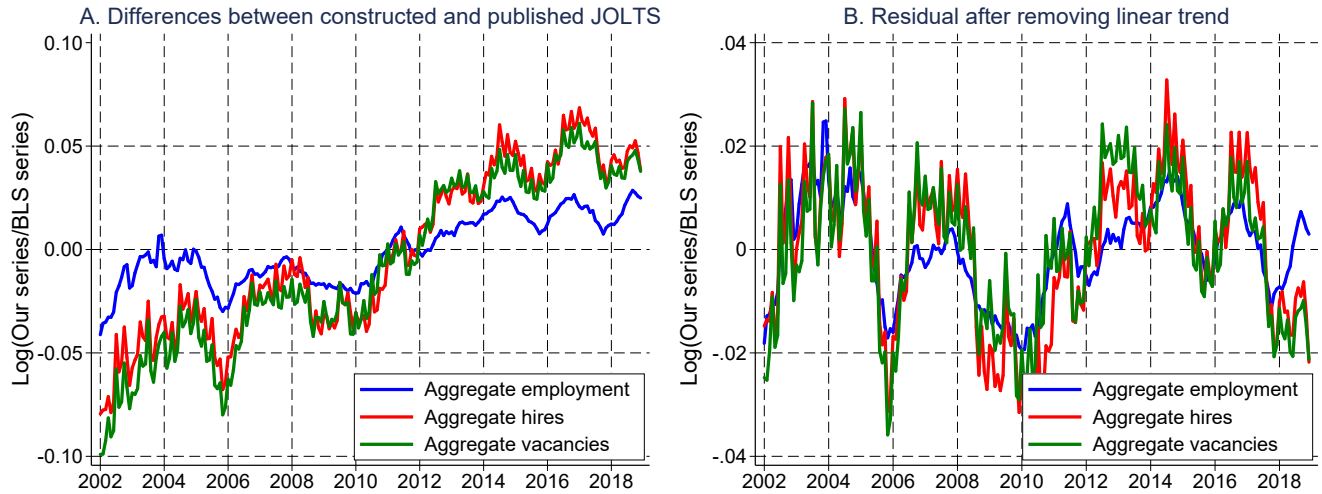 A. Differences between constructed and published JOLTS
Log(Our series/BLS series)
0.10
0.05
0.00
-0.05
-0.10
2002 2004 2006 2008 2010 2012 2014 2016 2018
Aggregate employment
Aggregate hires
Aggregate vacancies
B. Residual after removing linear trend
Log(Our series/BLS series)
.04
.02
0
-.02
-.04
2002 2004 2006 2008 2010 2012 2014 2016 2018
Aggregate employment
Aggregate hires
Aggregate vacancies